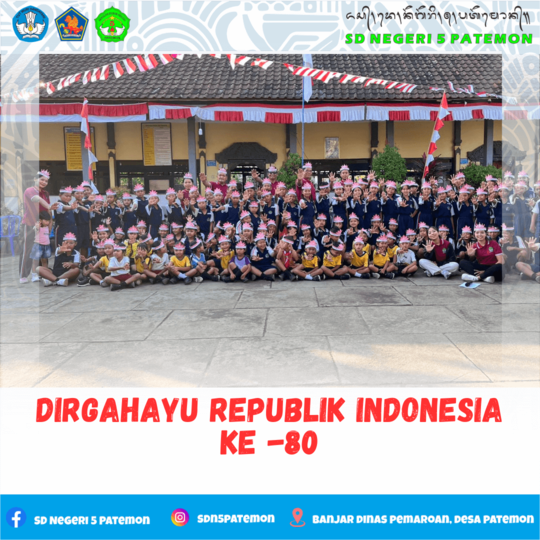 SD NEGERI 5 PATEMON
DIRGAHAYU REPUBLIK INDONESIA
KE -80
SD NEGERI 5 PATEMON
SDN5PATEMON
BANJAR DINAS PEMAROAN, DESA PATEMON